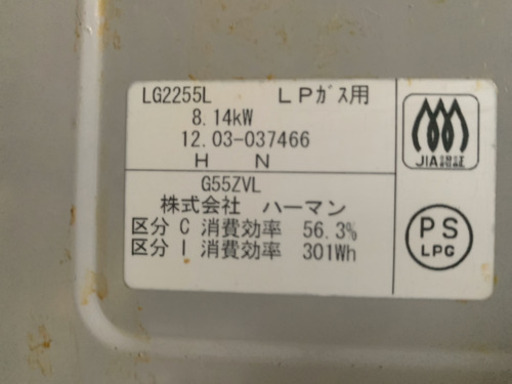 LG2255L LPガス用
8.14kW
12.03-037466
H N
G55ZVL
株式会社 ハーマン
区分 C 消費効率 56.3%
区分 I 消費効率 301Wh
JIA認証
PS
LPG